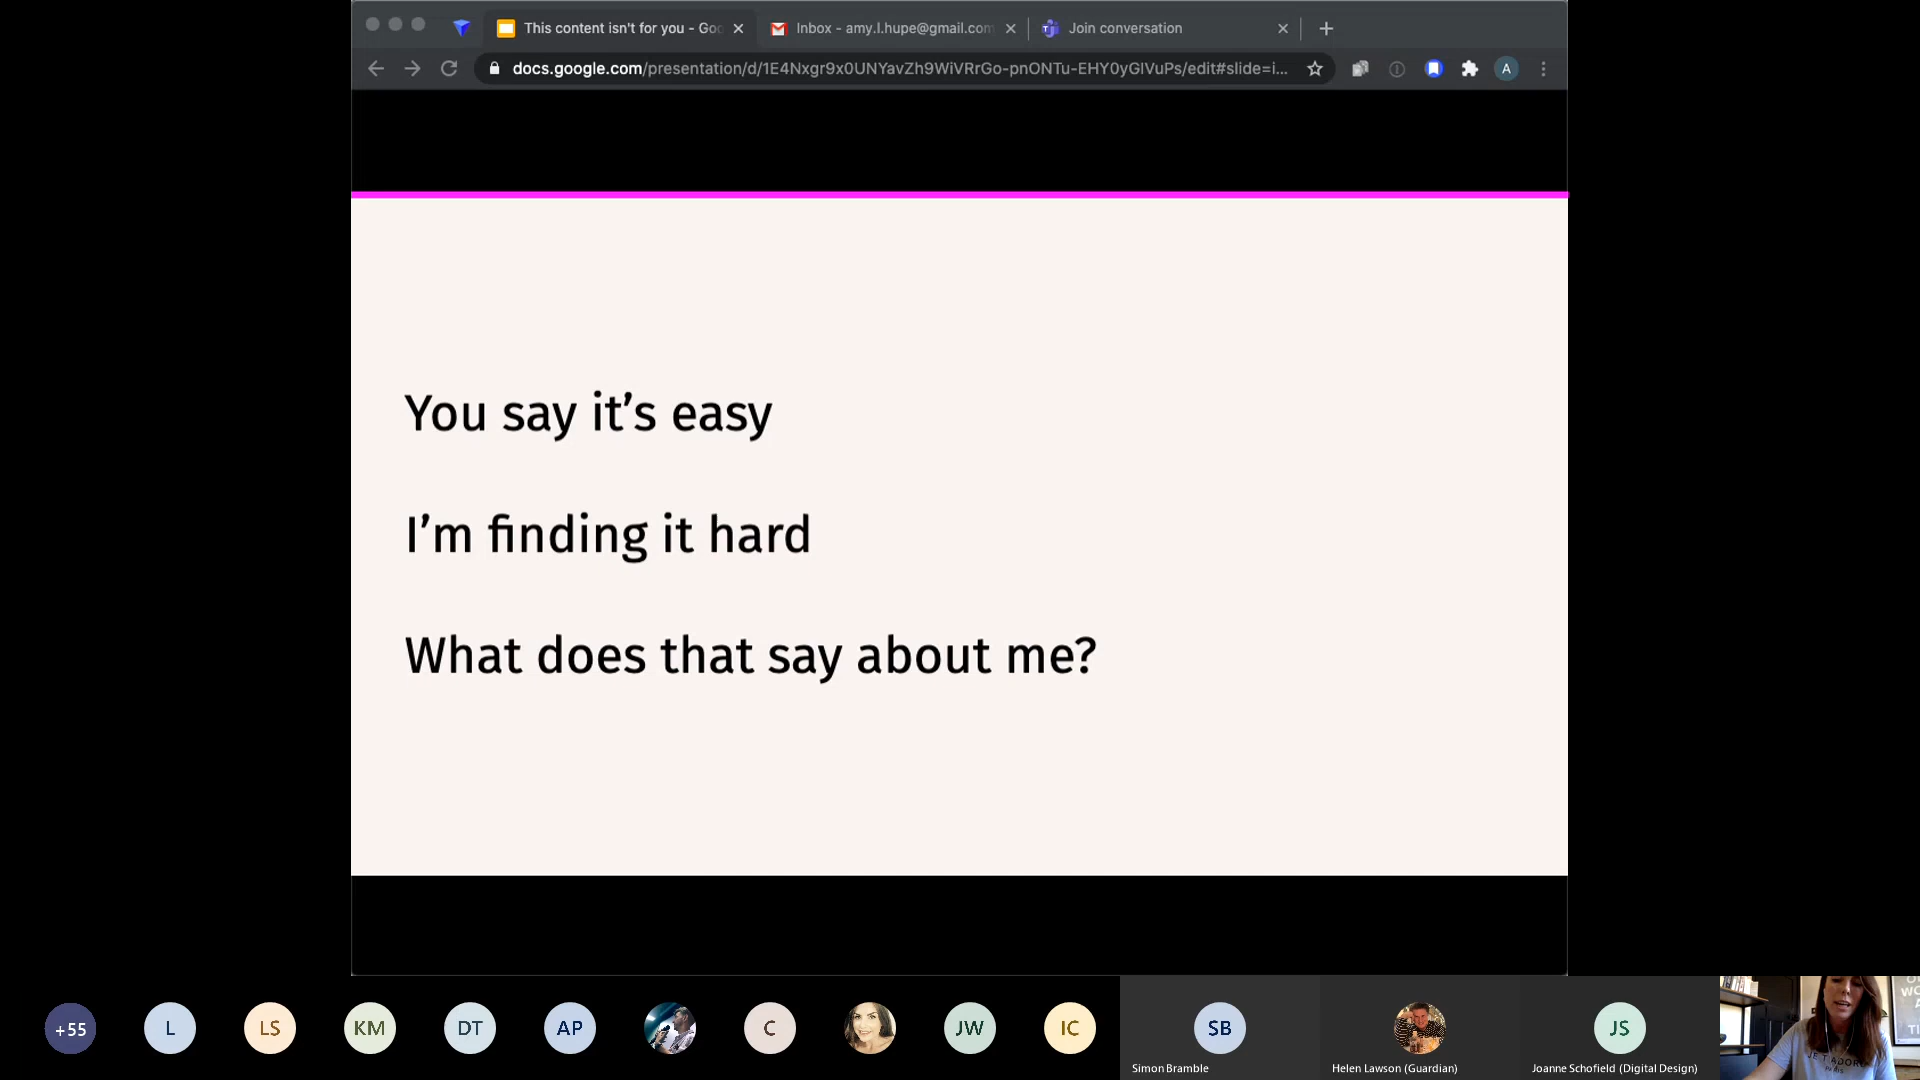 This content isn't for you - Goo
Inbox - amy.l.hupe@gmail.com
Join conversation
docs.google.com/presentation/d/1E4Nxgr9x0UNYavZh9WiVRrGo-pnONTu-EHY0yGlVuPs/edit#slide=i...
A
You say it’s easy
I’m finding it hard
What does that say about me?
+55
L
LS
KM
DT
AP
C
JW
IC
SB
JS
Simon Bramble
Helen Lawson (Guardian)
Joanne Schofield (Digital Design)